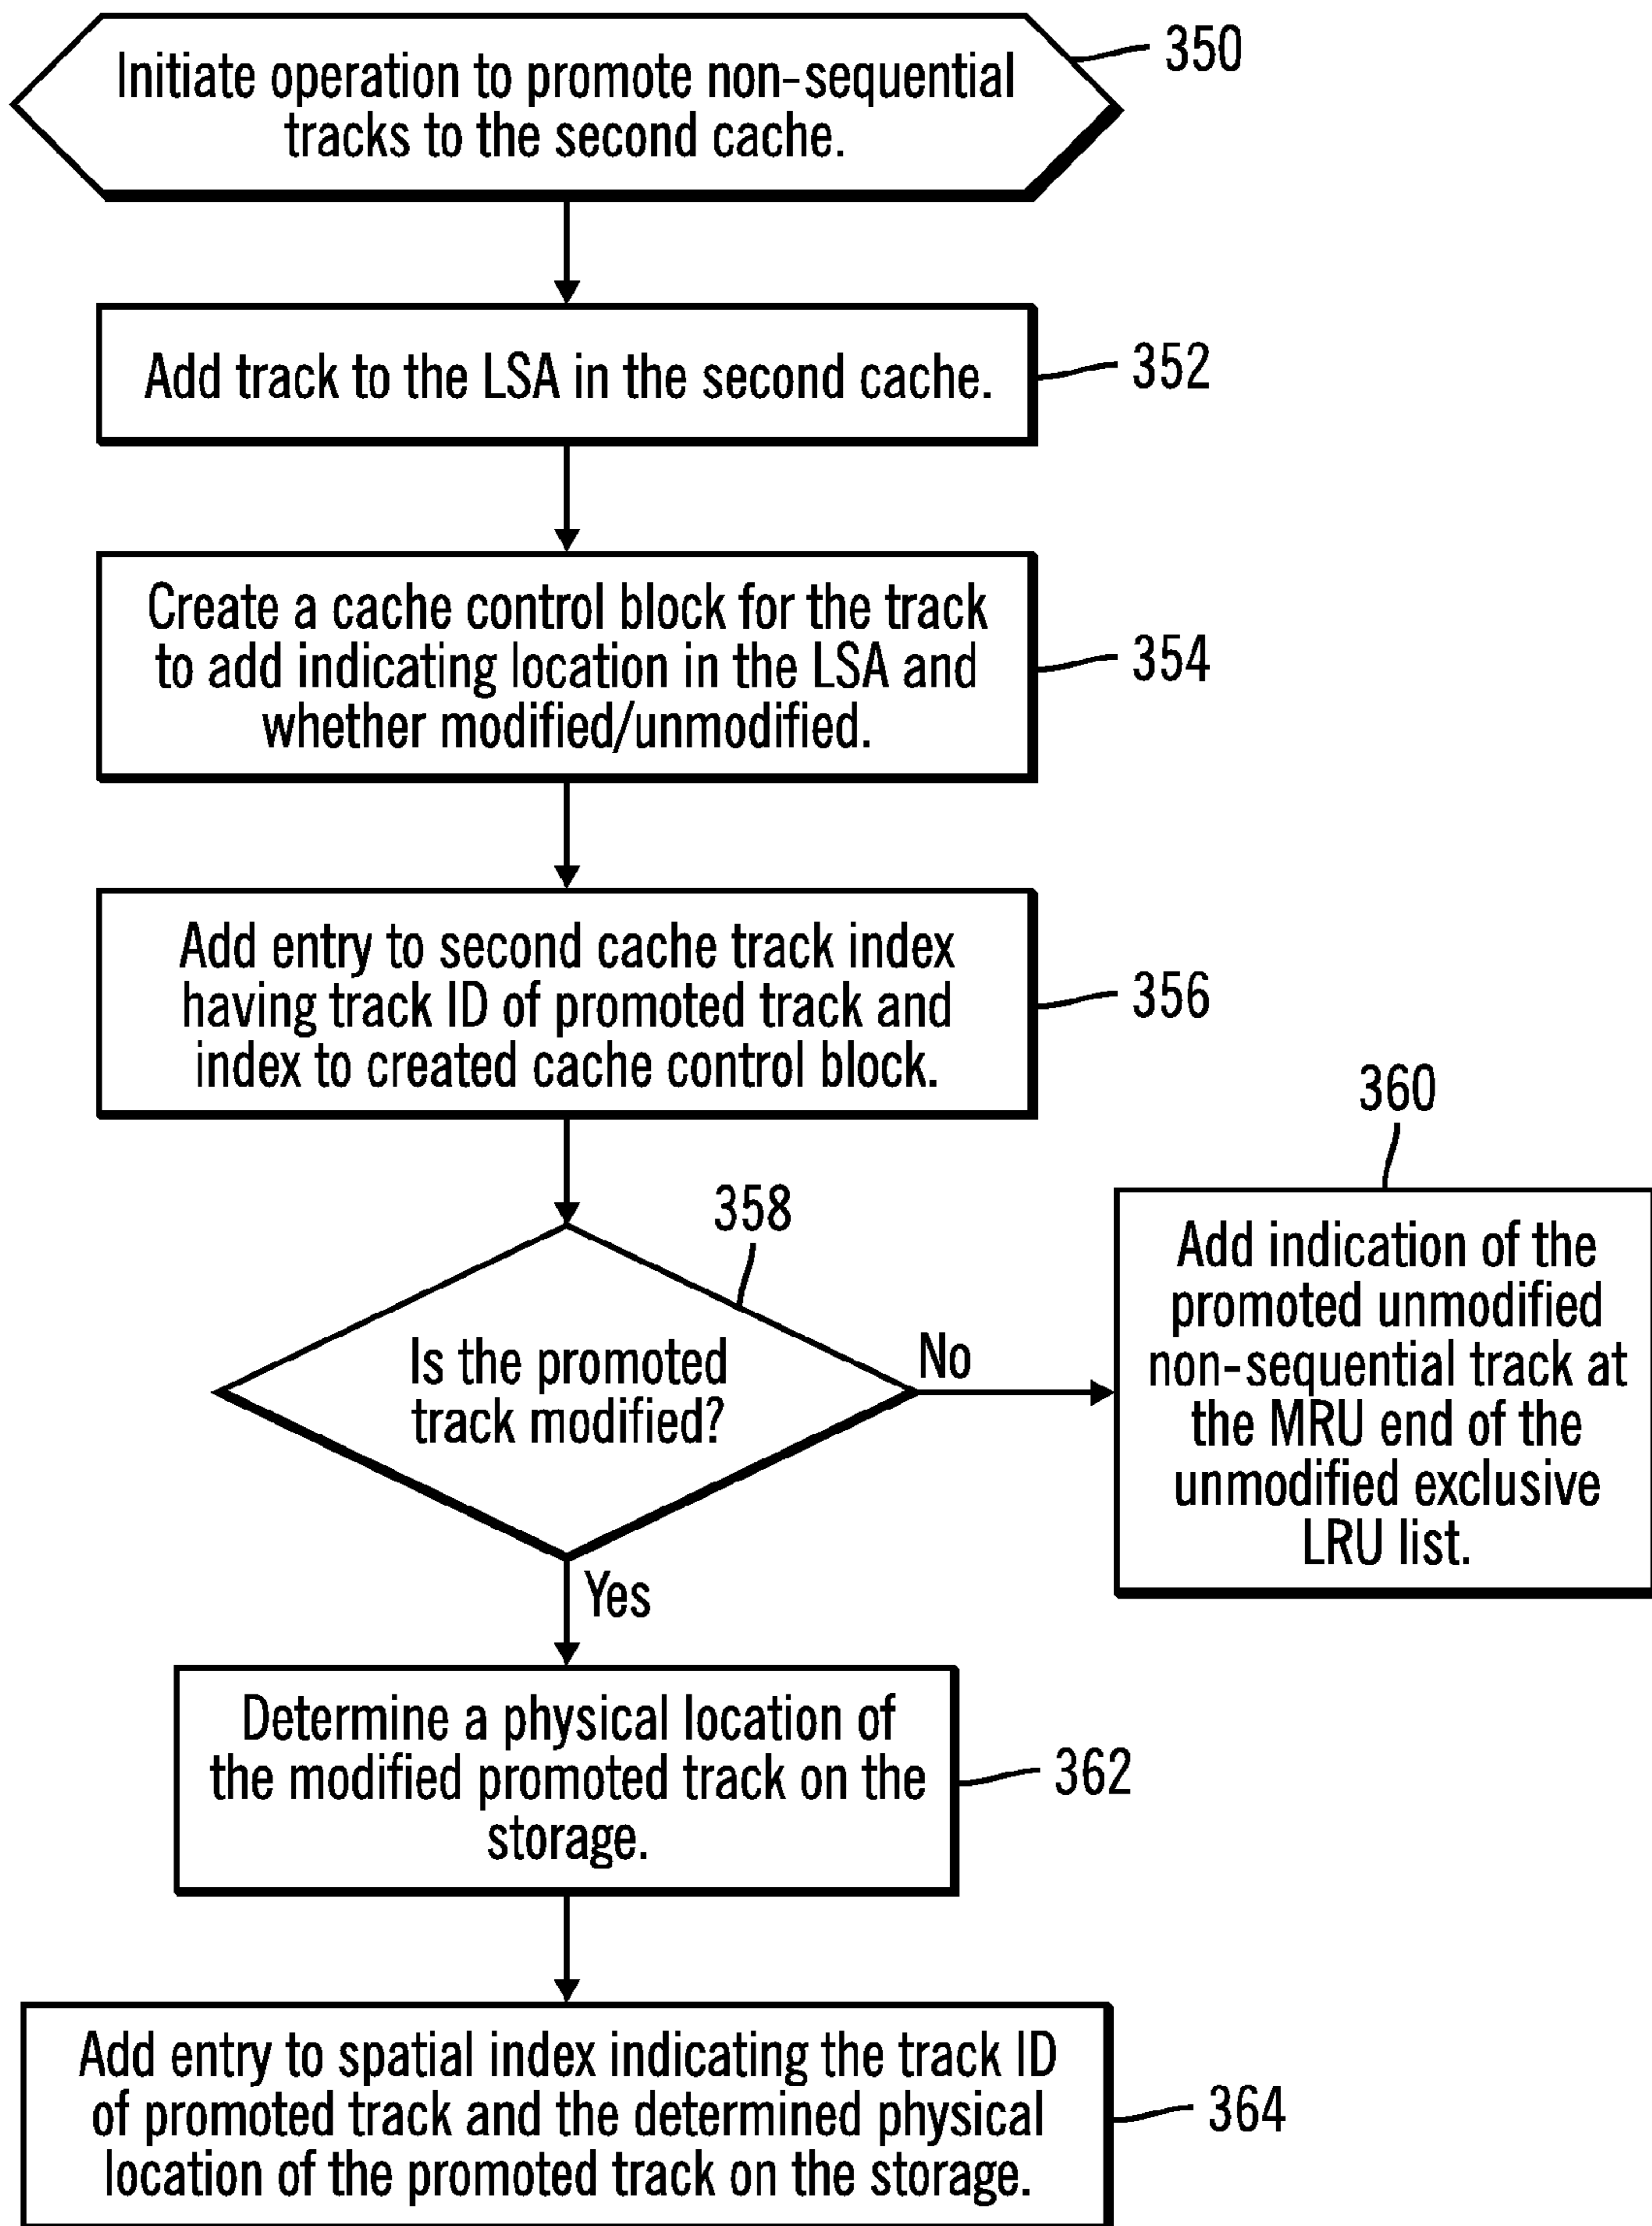 Initiate operation to promote non-sequential
tracks to the second cache.
350
Add track to the LSA in the second cache.
352
Create a cache control block for the track
to add indicating location in the LSA and
whether modified/unmodified.
354
Add entry to second cache track index
having track ID of promoted track and
index to created cache control block.
356
358
Is the promoted
track modified?
No
360
Add indication of the
promoted unmodified
non-sequential track at
the MRU end of the
unmodified exclusive
LRU list.
Yes
Determine a physical location of
the modified promoted track on the
storage.
362
Add entry to spatial index indicating the track ID
of promoted track and the determined physical
location of the promoted track on the storage.
364